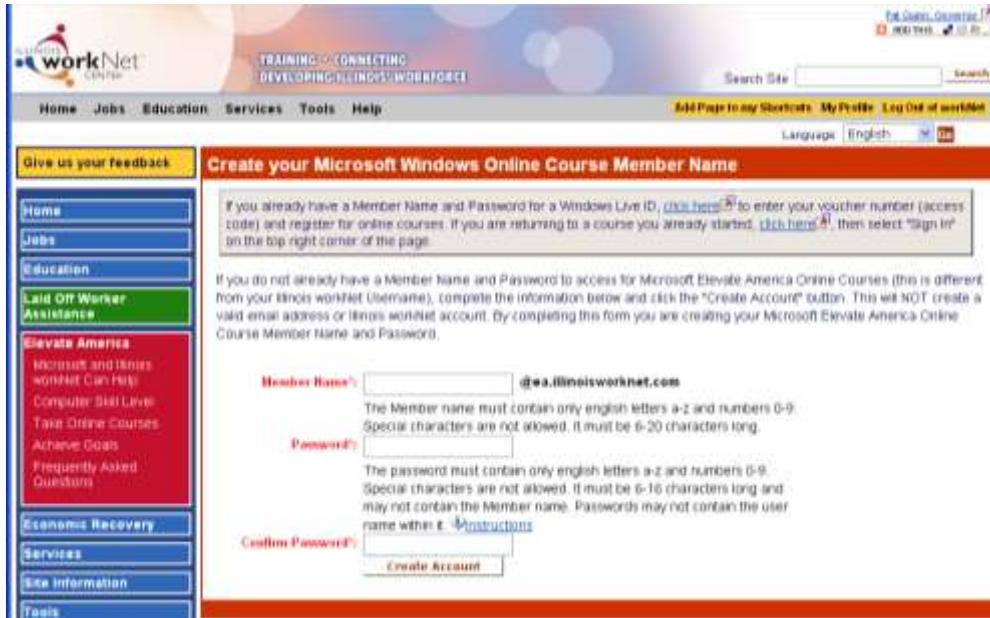 ILLINOIS
workNet
CENTER
TRAINING • CONNECTING
DEVELOPING ILLINOIS' WORKFORCE
Pat Quinn, Governor
ADD THIS
Search Site
Search
Home Jobs Education Services Tools Help
Add Page to my Shortcuts My Profile Log Out of workNet
Language English Go
Give us your feedback
Create your Microsoft Windows Online Course Member Name
Home
Jobs
Education
Laid Off Worker
Assistance
Elevate America
Microsoft and Illinois
workNet Can Help
Computer Skill Level
Take Online Courses
Achieve Goals
Frequently Asked
Questions
Economic Recovery
Services
Site Information
Tools
If you already have a Member Name and Password for a Windows Live ID, click here to enter your voucher number (access
code) and register for online courses. If you are returning to a course you already started, click here, then select "Sign In"
on the top right corner of the page.
If you do not already have a Member Name and Password to access for Microsoft Elevate America Online Courses (this is different
from your Illinois workNet Username), complete the information below and click the "Create Account" button. This will NOT create a
valid email address or Illinois workNet account. By completing this form you are creating your Microsoft Elevate America Online
Course Member Name and Password.
Member Name*: @ea.illinoisworknet.com
The Member name must contain only english letters a-z and numbers 0-9.
Special characters are not allowed. It must be 6-20 characters long.
Password*:
The password must contain only english letters a-z and numbers 0-9.
Special characters are not allowed. It must be 6-16 characters long and
may not contain the Member name. Passwords may not contain the user
name within it. Instructions
Confirm Password*:
Create Account